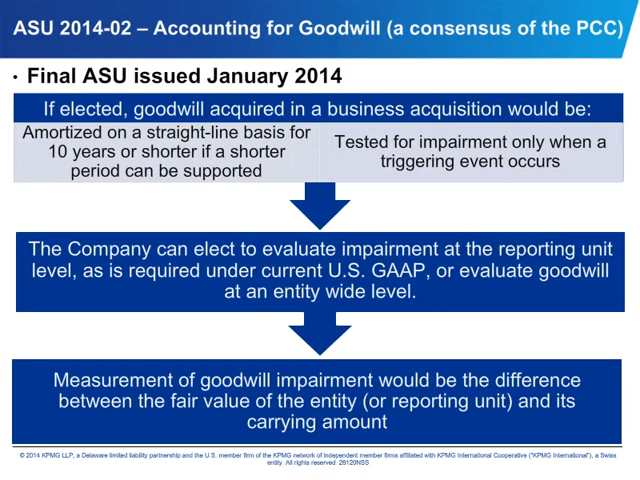 ASU 2014-02 – Accounting for Goodwill (a consensus of the PCC)
• Final ASU issued January 2014
If elected, goodwill acquired in a business acquisition would be:
Amortized on a straight-line basis for
10 years or shorter if a shorter
period can be supported
Tested for impairment only when a
triggering event occurs
The Company can elect to evaluate impairment at the reporting unit
level, as is required under current U.S. GAAP, or evaluate goodwill
at an entity wide level.
Measurement of goodwill impairment would be the difference
between the fair value of the entity (or reporting unit) and its
carrying amount
© 2014 KPMG LLP, a Delaware limited liability partnership and the U.S. member firm of the KPMG network of independent member firms affiliated with KPMG International Cooperative ("KPMG International"), a Swiss
entity. All rights reserved. 28120NSS